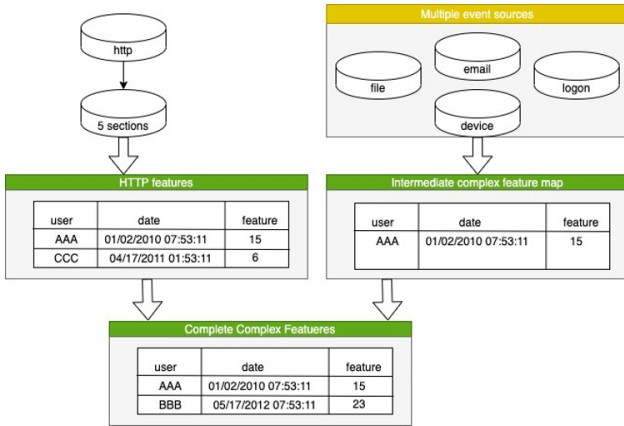 Multiple event sources
http
email
file
logon
5 sections
device
HTTP features
user date feature
AAA 01/02/2010 07:53:11 15
CCC 04/17/2011 01:53:11 6
Intermediate complex feature map
user date feature
AAA 01/02/2010 07:53:11 15
Complete Complex Featueres
user date feature
AAA 01/02/2010 07:53:11 15
BBB 05/17/2012 07:53:11 23